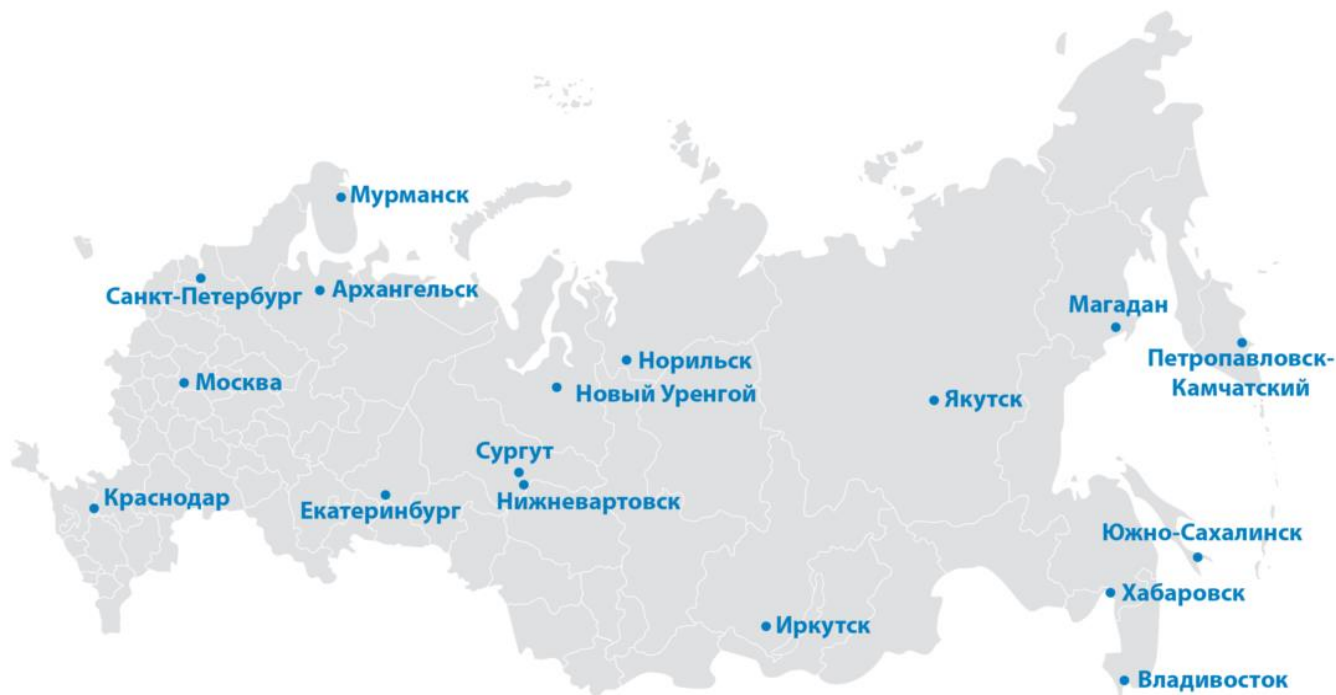 Мурманск
Санкт-Петербург
Архангельск
Магадан
Норильск
Петропавловск-
Камчатский
Москва
Новый Уренгой
Якутск
Сургут
Нижневартовск
Краснодар
Екатеринбург
Южно-Сахалинск
Хабаровск
Иркутск
Владивосток